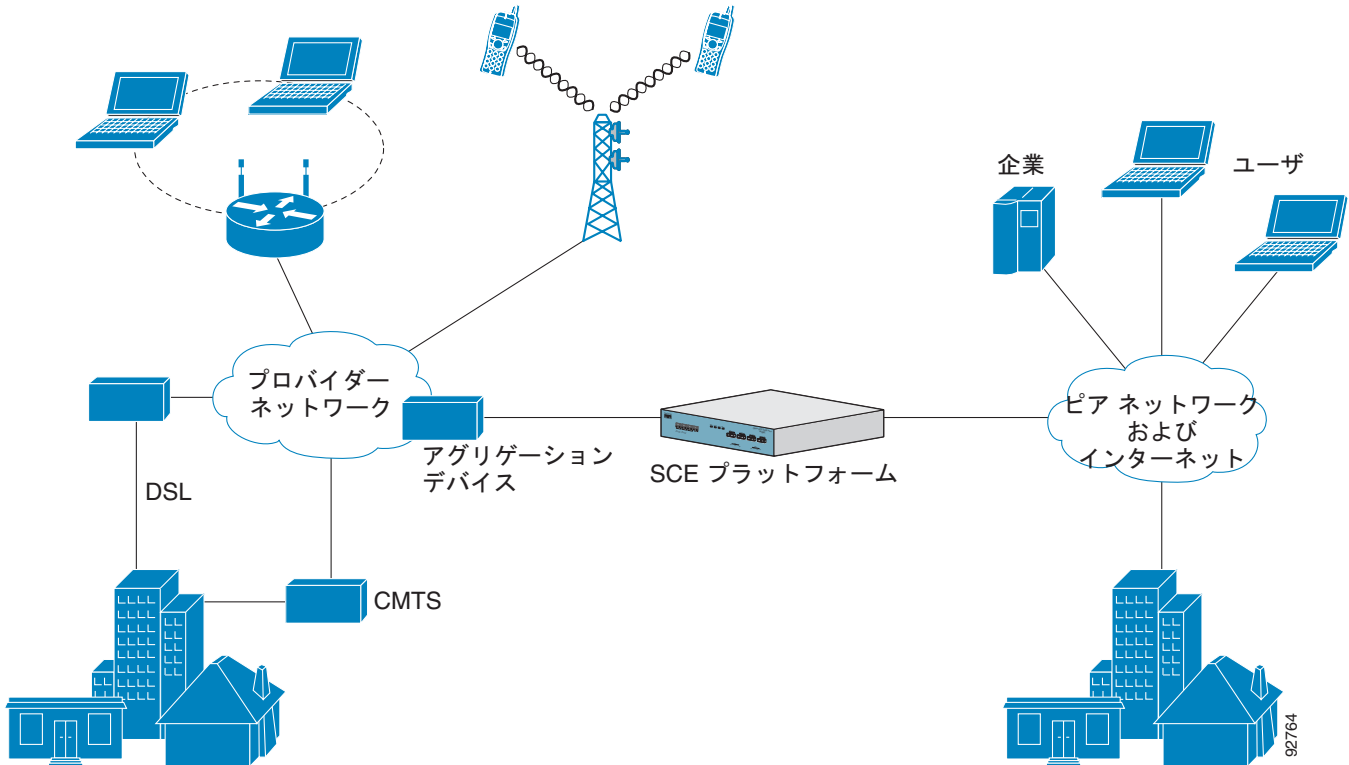 企業
ユーザ
プロバイダー
ネットワーク
アグリゲーション
デバイス
SCE プラットフォーム
ピア ネットワーク
および
インターネット
DSL
CMTS
92764